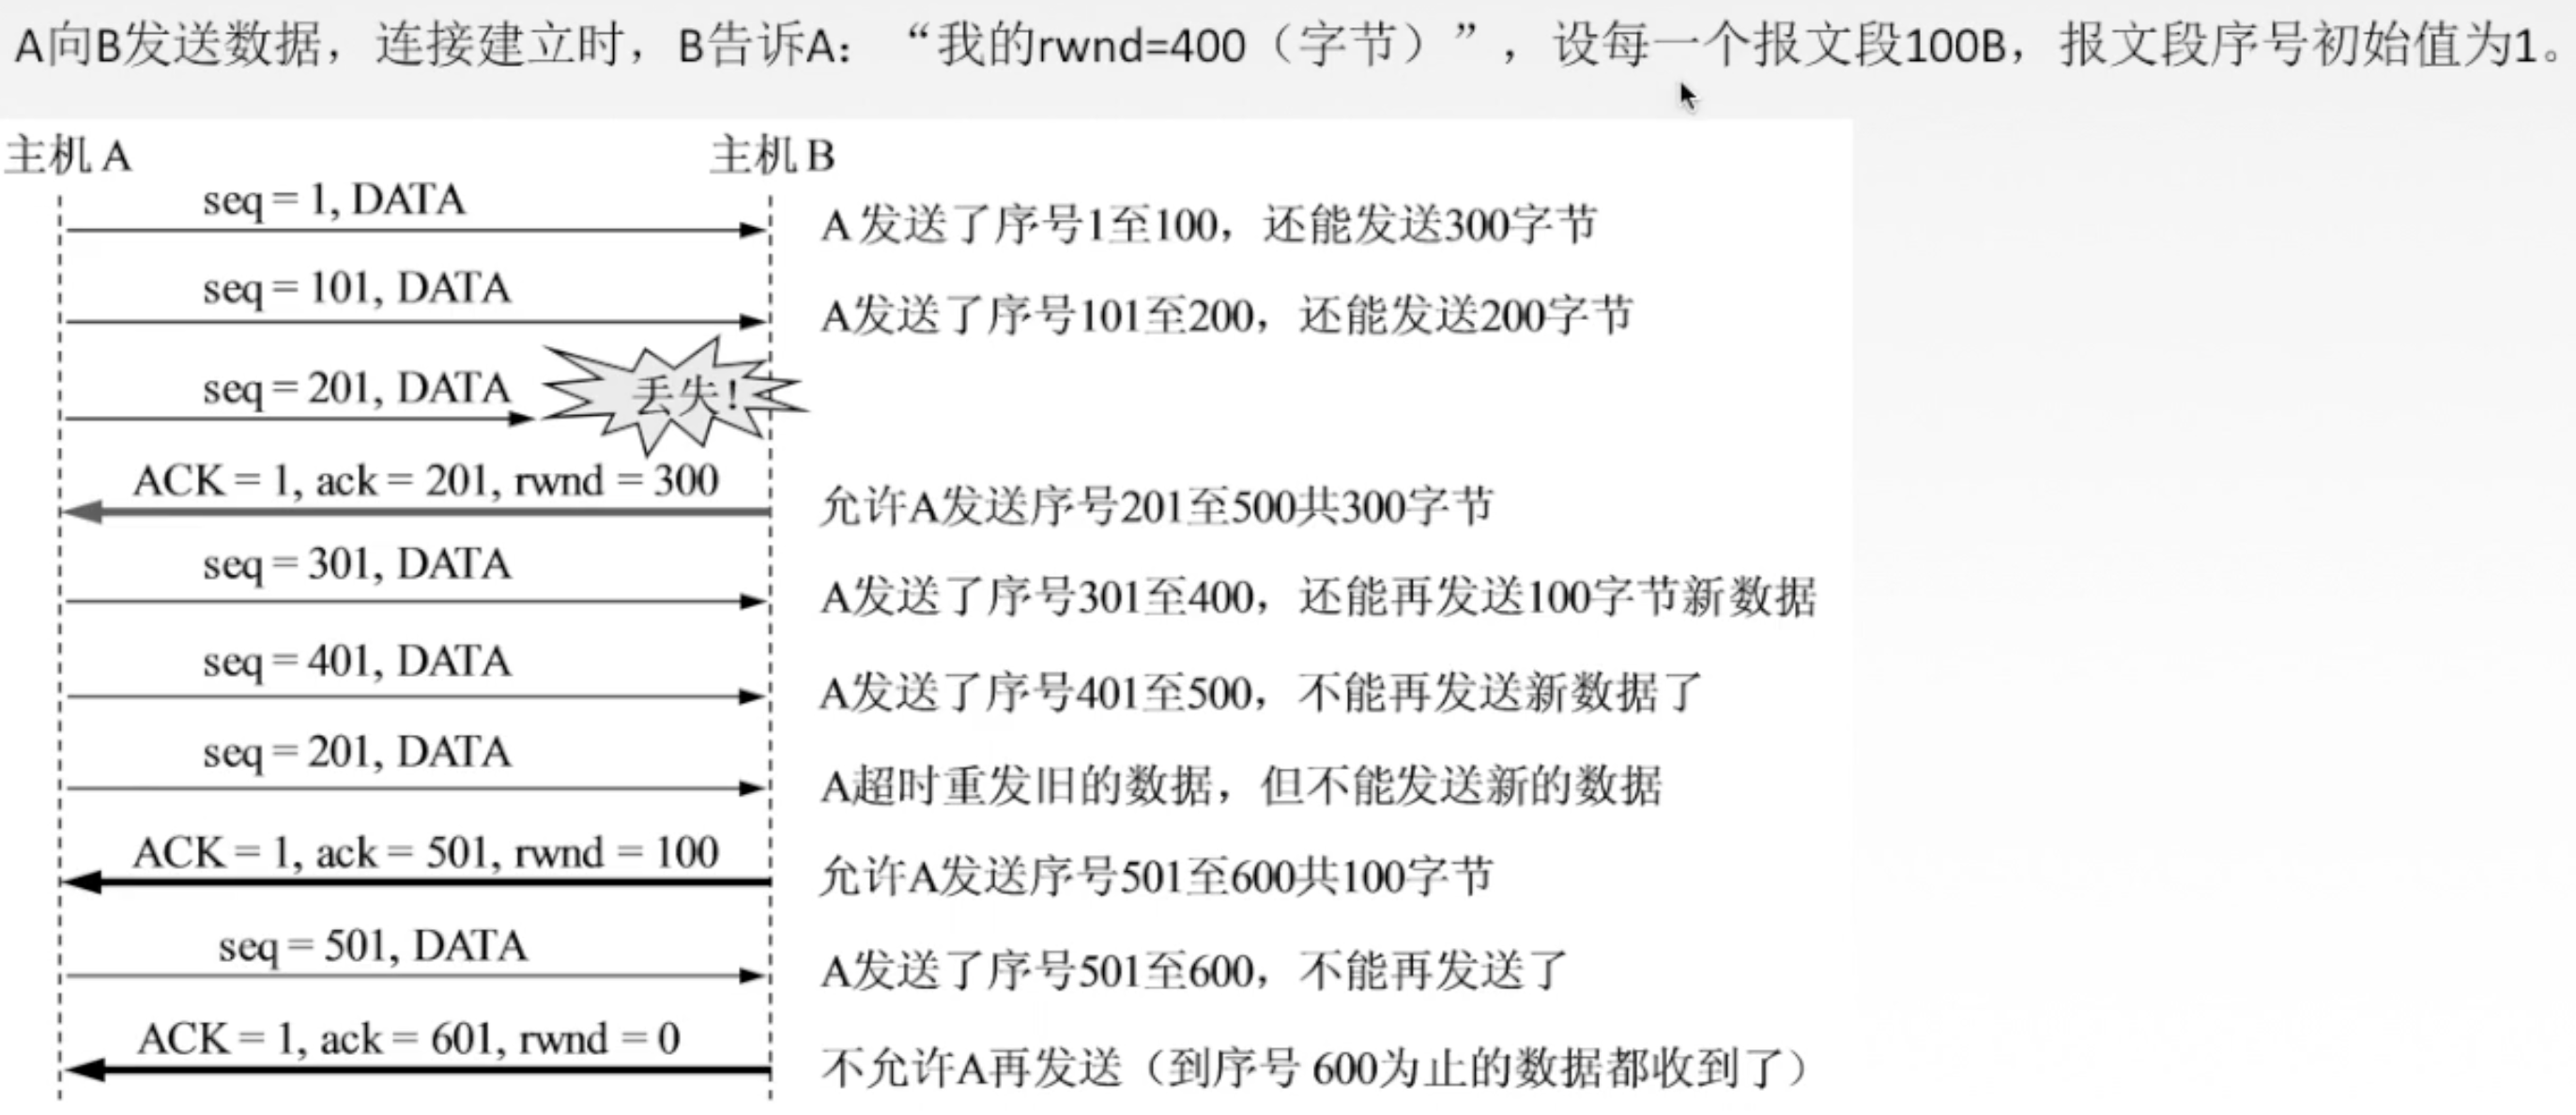 A向B发送数据，连接建立时，B告诉A：“我的rwnd=400（字节）”，设每一个报文段100B，报文段序号初始值为1。
主机 A
主机 B
seq = 1, DATA
A 发送了序号1至100，还能发送300字节
seq = 101, DATA
A发送了序号101至200，还能发送200字节
seq = 201, DATA
丢失!
ACK = 1, ack = 201, rwnd = 300
允许A发送序号201至500共300字节
seq = 301, DATA
A发送了序号301至400，还能再发送100字节新数据
seq = 401, DATA
A发送了序号401至500，不能再发送新数据了
seq = 201, DATA
A超时重发旧的数据，但不能发送新的数据
ACK = 1, ack = 501, rwnd = 100
允许A发送序号501至600共100字节
seq = 501, DATA
A发送了序号501至600，不能再发送了
ACK = 1, ack = 601, rwnd = 0
不允许A再发送（到序号 600为止的数据都收到了）